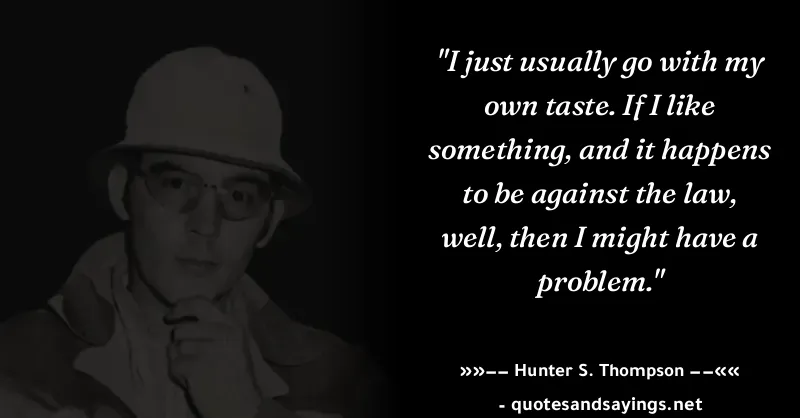 "I just usually go with my
own taste. If I like
something, and it happens
to be against the law,
well, then I might have a
problem."
»»—— Hunter S. Thompson ——««
- quotesandsayings.net